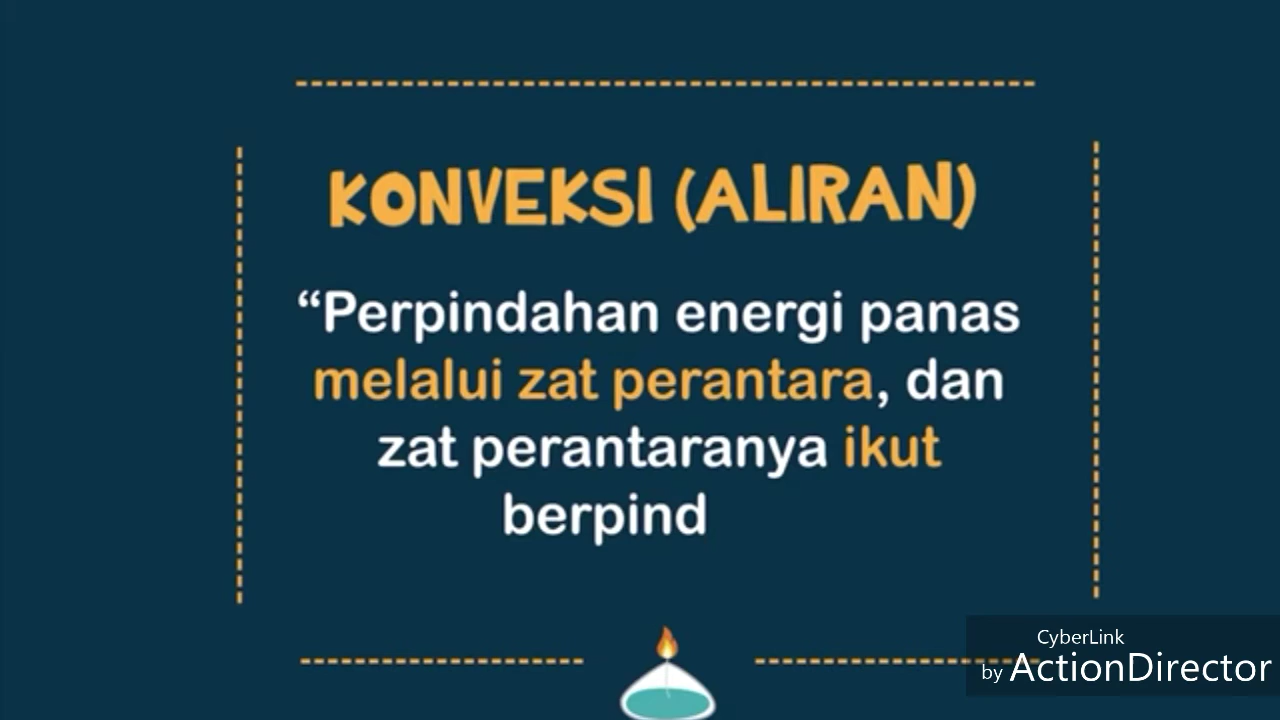 KONVEKSI (ALIRAN)
“Perpindahan energi panas
melalui zat perantara, dan
zat perantaranya ikut
berpind
CyberLink
by ActionDirector